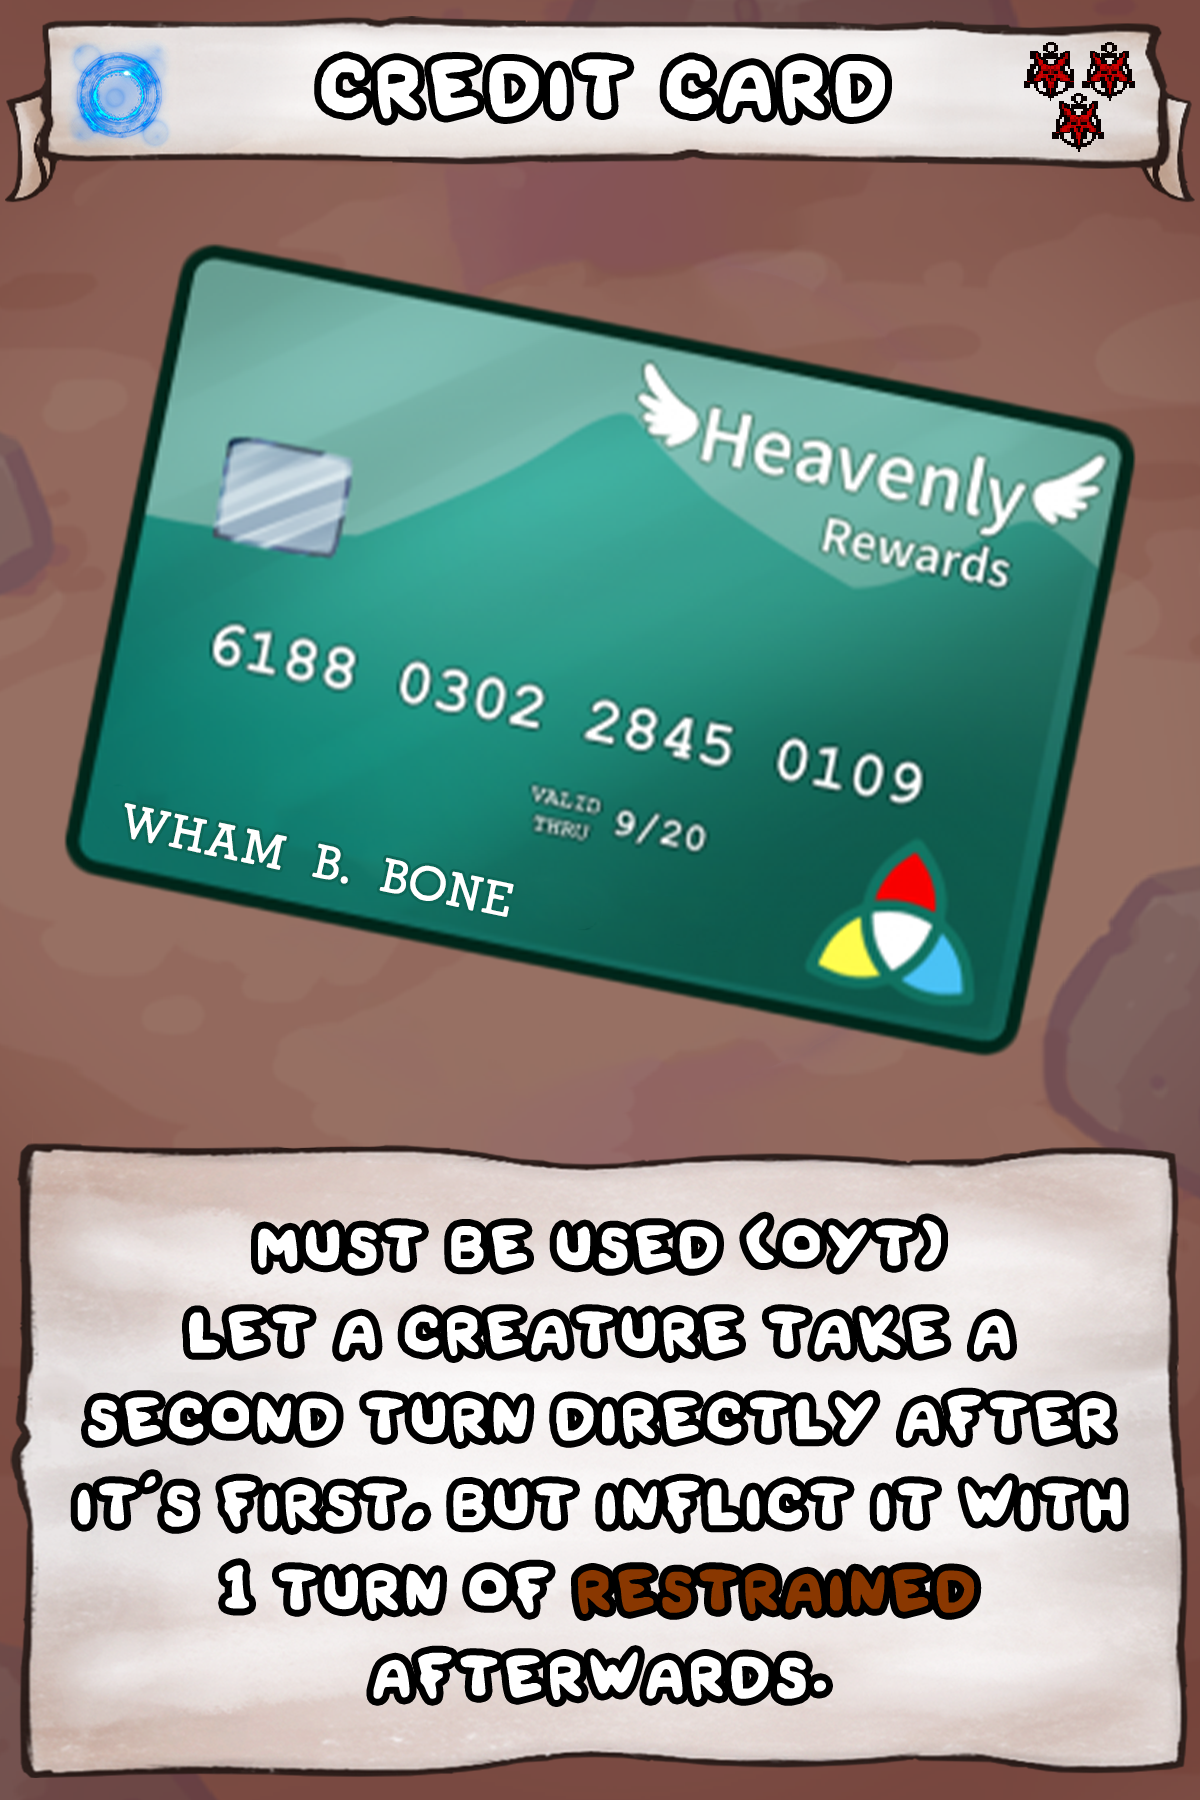 CREDIT CARD
Heavenly
Rewards
6188 0302 2845 0109
VALID
THRU 9/20
WHAM B. BONE
MUST BE USED (OYT)
LET A CREATURE TAKE A
SECOND TURN DIRECTLY AFTER
IT'S FIRST. BUT INFLICT IT WITH
1 TURN OF RESTRAINED
AFTERWARDS.